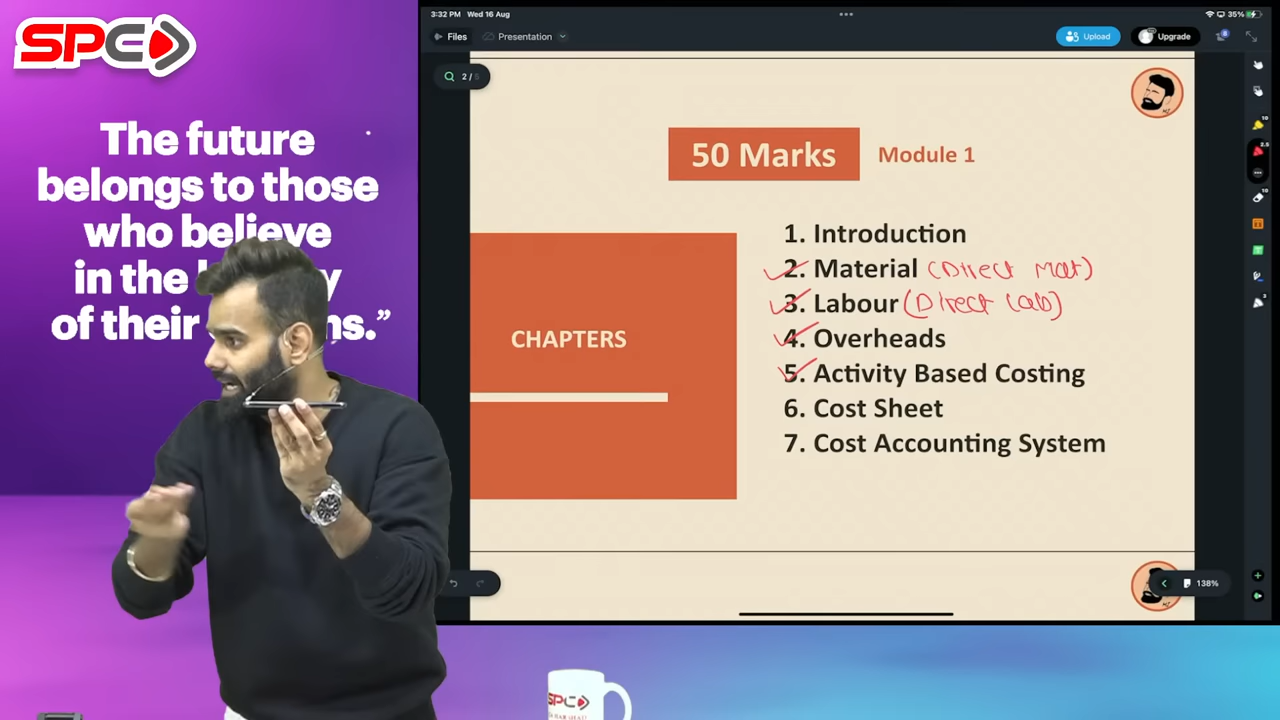 SPC
The future
belongs to those
who believe
in the
of their
3:32 PM Wed 16 Aug
35%
Files
Presentation
Upload
Upgrade
2 / 5
50 Marks
Module 1
CHAPTERS
1. Introduction
2. Material (Direct Mat)
3. Labour (Direct Lab)
4. Overheads
5. Activity Based Costing
6. Cost Sheet
7. Cost Accounting System
138%
SPC